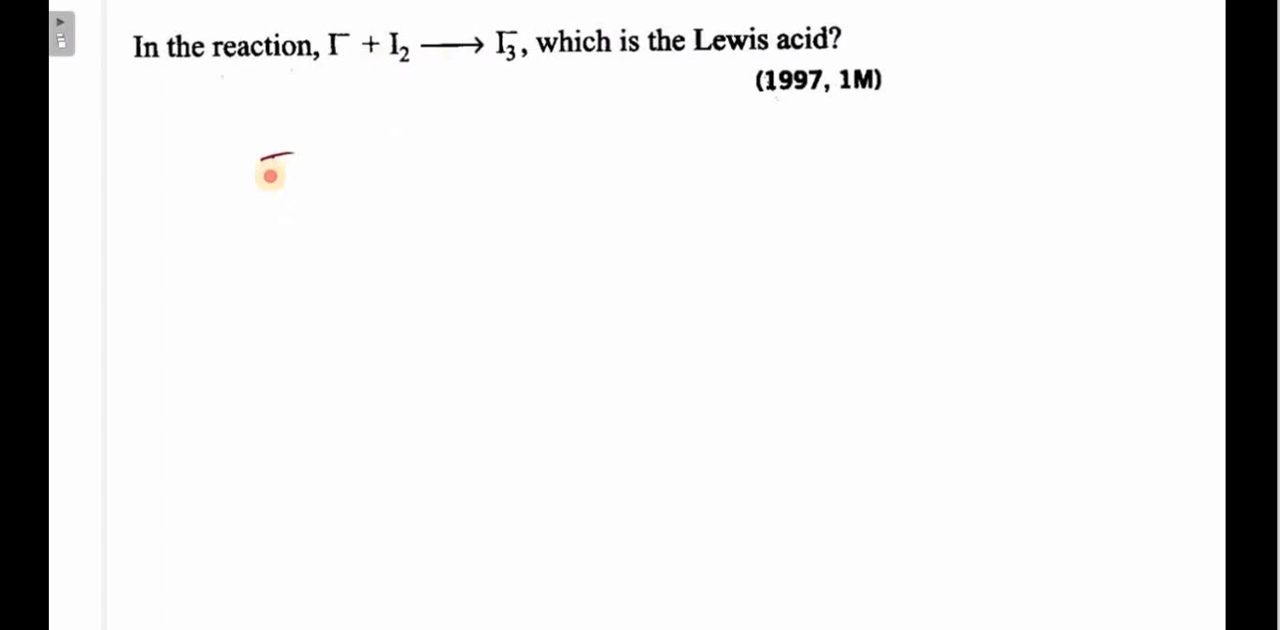 In the reaction, I⁻ + I₂ ⟶ I₃⁻, which is the Lewis acid?
(1997, 1M)